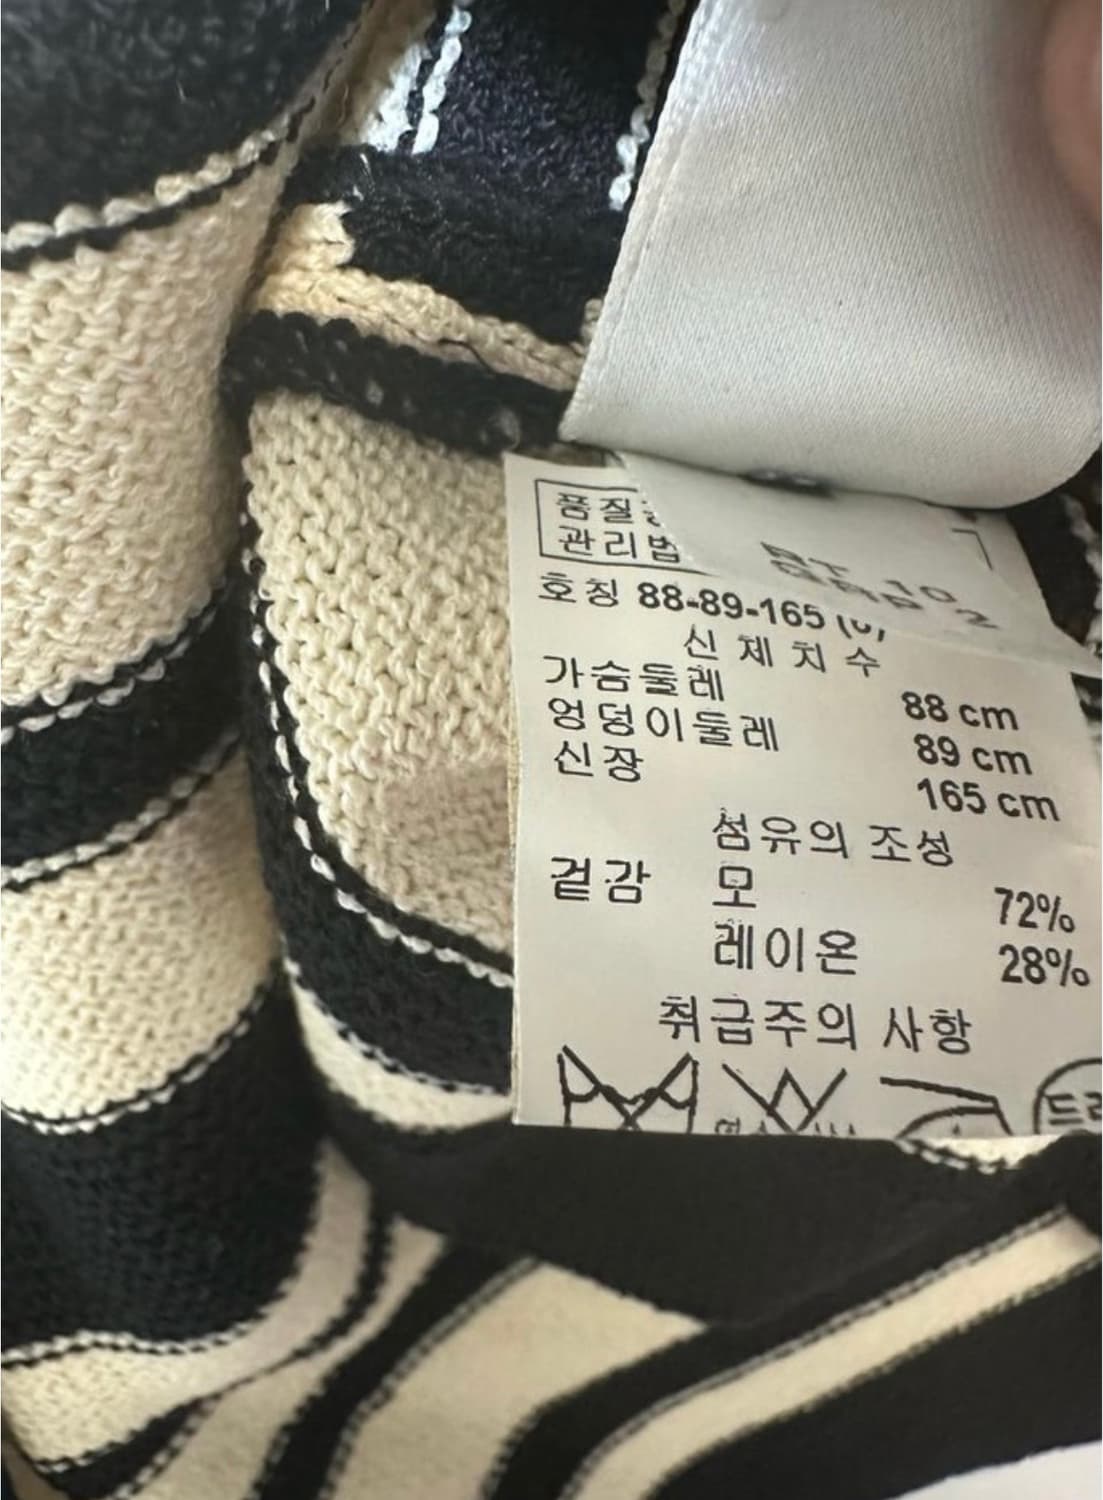 품질
관리법
호칭 88-89-165
신체치수
가슴둘레 88 cm
엉덩이둘레 89 cm
신장 165 cm
섬유의 조성
겉감 모 72%
레이온 28%
취급주의 사항
드